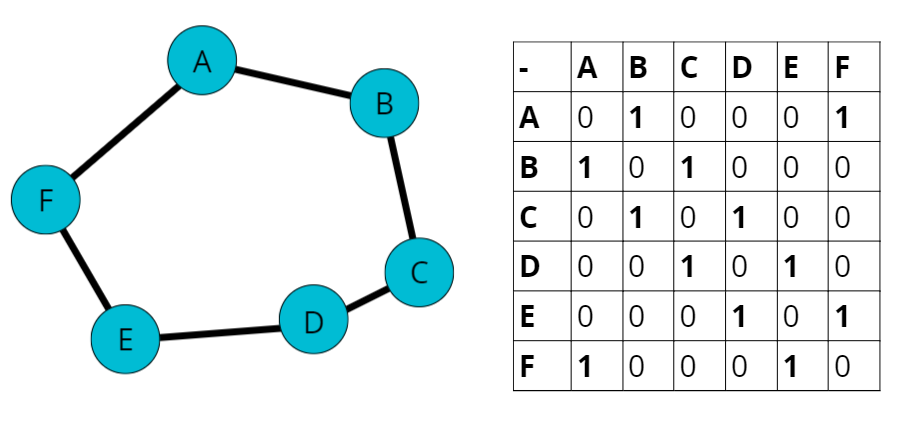 A
B
F
C
D
E
- A B C D E F
A 0 1 0 0 0 1
B 1 0 1 0 0 0
C 0 1 0 1 0 0
D 0 0 1 0 1 0
E 0 0 0 1 0 1
F 1 0 0 0 1 0